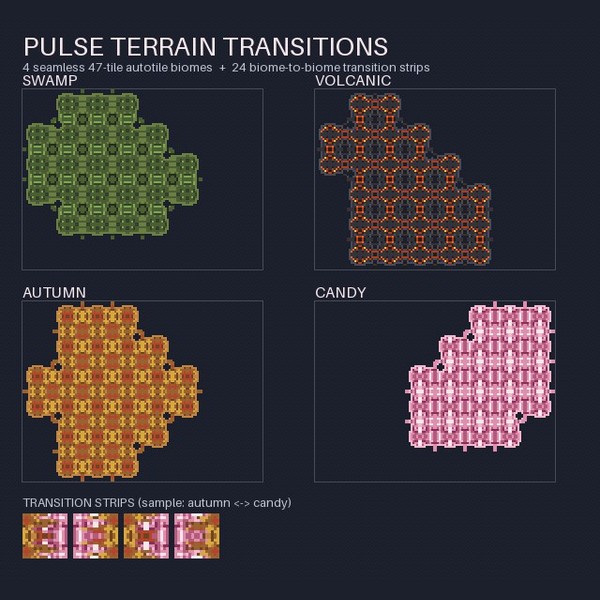 PULSE TERRAIN TRANSITIONS
4 seamless 47-tile autotile biomes + 24 biome-to-biome transition strips
SWAMP
VOLCANIC
AUTUMN
CANDY
TRANSITION STRIPS (sample: autumn <-> candy)